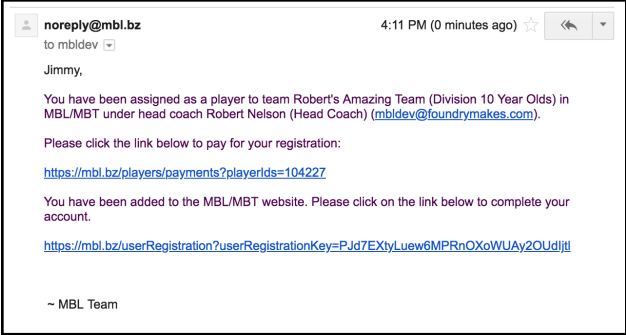 noreply@mbl.bz 4:11 PM (0 minutes ago)
to mbldev
Jimmy,
You have been assigned as a player to team Robert's Amazing Team (Division 10 Year Olds) in
MBL/MBT under head coach Robert Nelson (Head Coach) (mbldev@foundrymakes.com).
Please click the link below to pay for your registration:
https://mbl.bz/players/payments?playerIds=104227
You have been added to the MBL/MBT website. Please click on the link below to complete your
account.
https://mbl.bz/userRegistration?userRegistrationKey=PJd7EXtyLuew6MPRnOXoWUAy2OUdIjtl
~ MBL Team